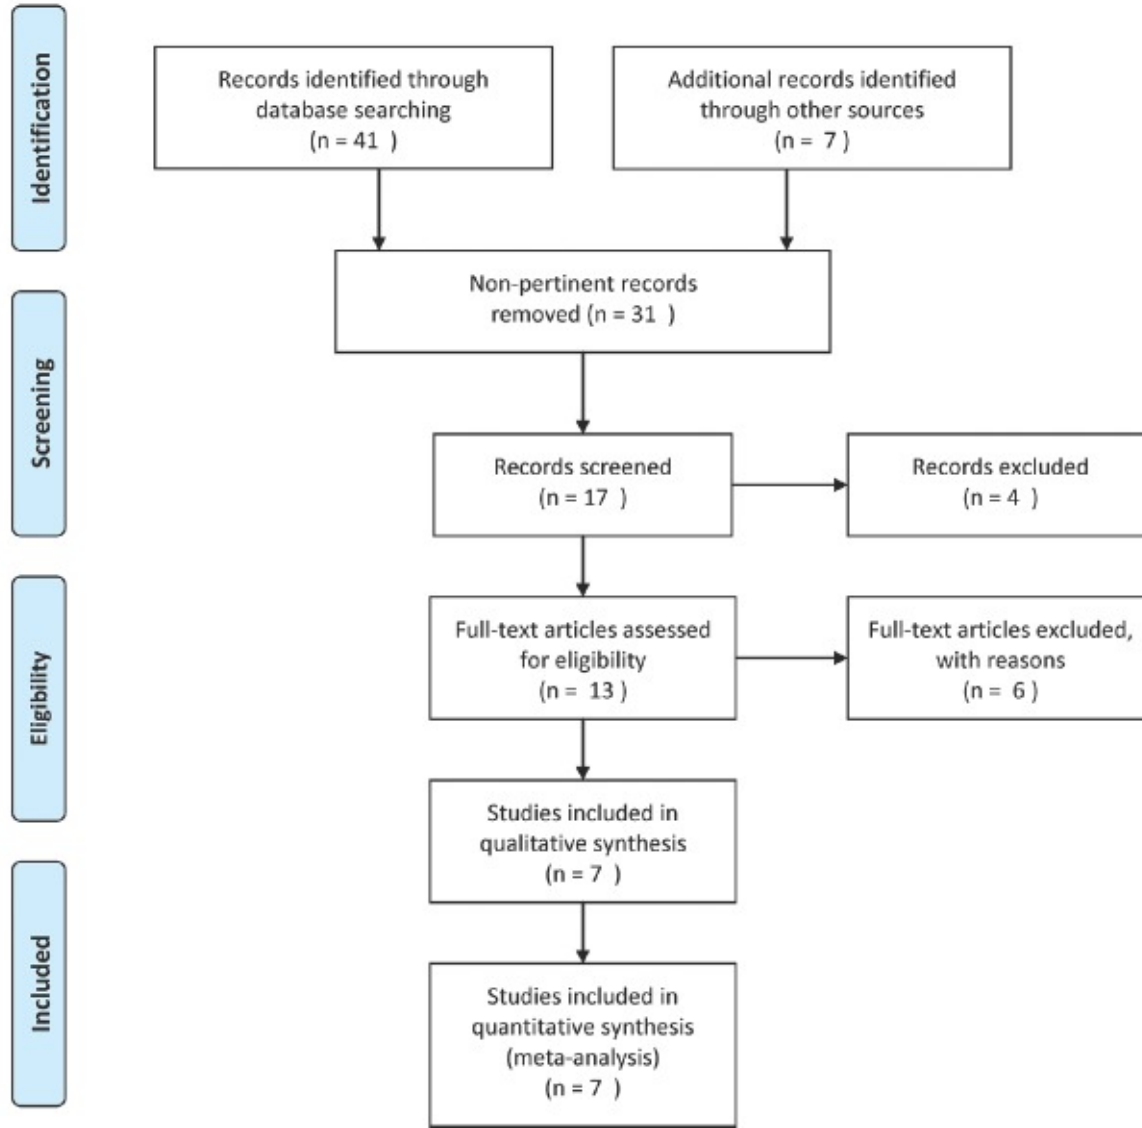 Identification
Records identified through
database searching
(n = 41 )
Additional records identified
through other sources
(n = 7 )
Non-pertinent records
removed (n = 31 )
Screening
Records screened
(n = 17 )
Records excluded
(n = 4 )
Eligibility
Full-text articles assessed
for eligibility
(n = 13 )
Full-text articles excluded,
with reasons
(n = 6 )
Studies included in
qualitative synthesis
(n = 7 )
Included
Studies included in
quantitative synthesis
(meta-analysis)
(n = 7 )